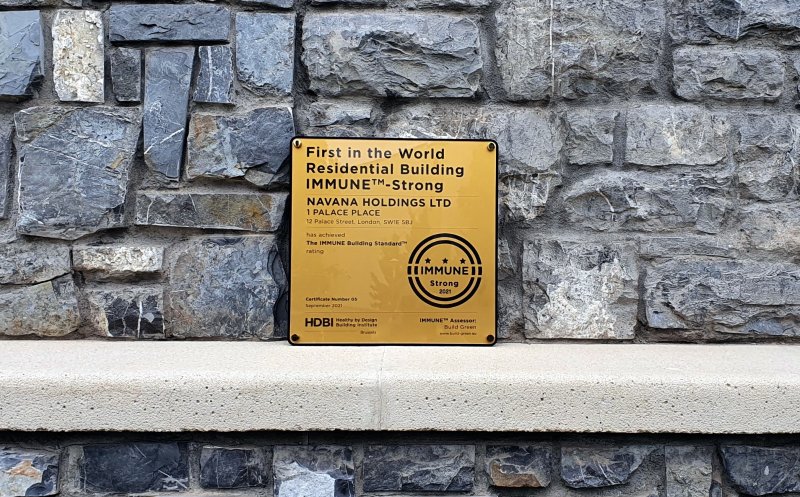 First in the World
Residential Building
IMMUNE™-Strong
NAVANA HOLDINGS LTD
1 PALACE PLACE
12 Palace Street, London, SW1E 5BJ
has achieved
The IMMUNE Building Standard™
rating
IMMUNE
Strong
2021
Certificate Number 05
September 2021
HDBI Healthy by Design
Building Institute
Brussels
IMMUNE™ Assessor:
Build Green
www.build-green.eu